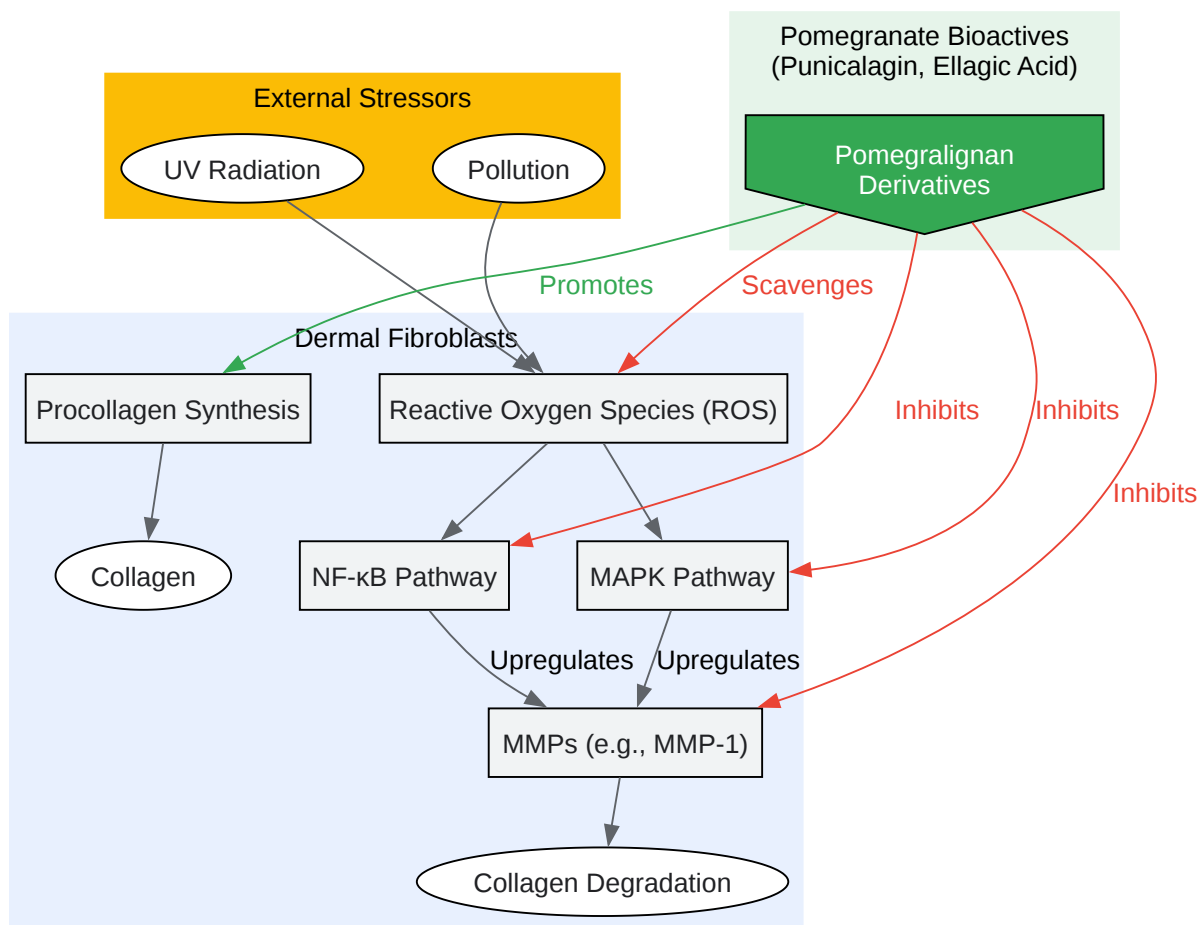 Pomegranate Bioactives
(Punicalagin, Ellagic Acid)
External Stressors
Pomegralignan
Derivatives
UV Radiation
Pollution
Promotes
Scavenges
Dermal Fibroblasts
Procollagen Synthesis
Reactive Oxygen Species (ROS)
Inhibits
Inhibits
Inhibits
Collagen
NF-κB Pathway
MAPK Pathway
Upregulates
Upregulates
MMPs (e.g., MMP-1)
Collagen Degradation